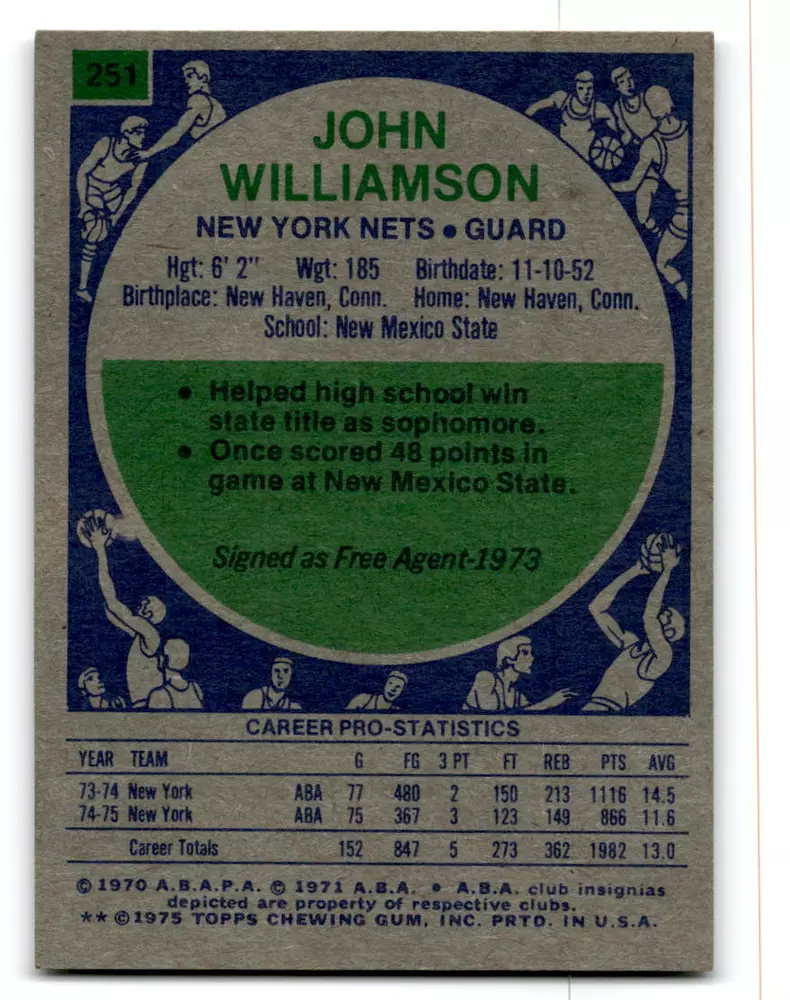 251
JOHN
WILLIAMSON
NEW YORK NETS • GUARD
Hgt: 6' 2" Wgt: 185 Birthdate: 11-10-52
Birthplace: New Haven, Conn. Home: New Haven, Conn.
School: New Mexico State
• Helped high school win
state title as sophomore.
• Once scored 48 points in
game at New Mexico State.
Signed as Free Agent-1973
CAREER PRO-STATISTICS
YEAR TEAM G FG 3 PT FT REB PTS AVG
73-74 New York ABA 77 480 2 150 213 1116 14.5
74-75 New York ABA 75 367 3 123 149 866 11.6
Career Totals 152 847 5 273 362 1982 13.0
© 1970 A.B.A.P.A. © 1971 A.B.A. • A.B.A. club insignias
depicted are property of respective clubs.
** ©1975 TOPPS CHEWING GUM, INC. PRTD. IN U.S.A.